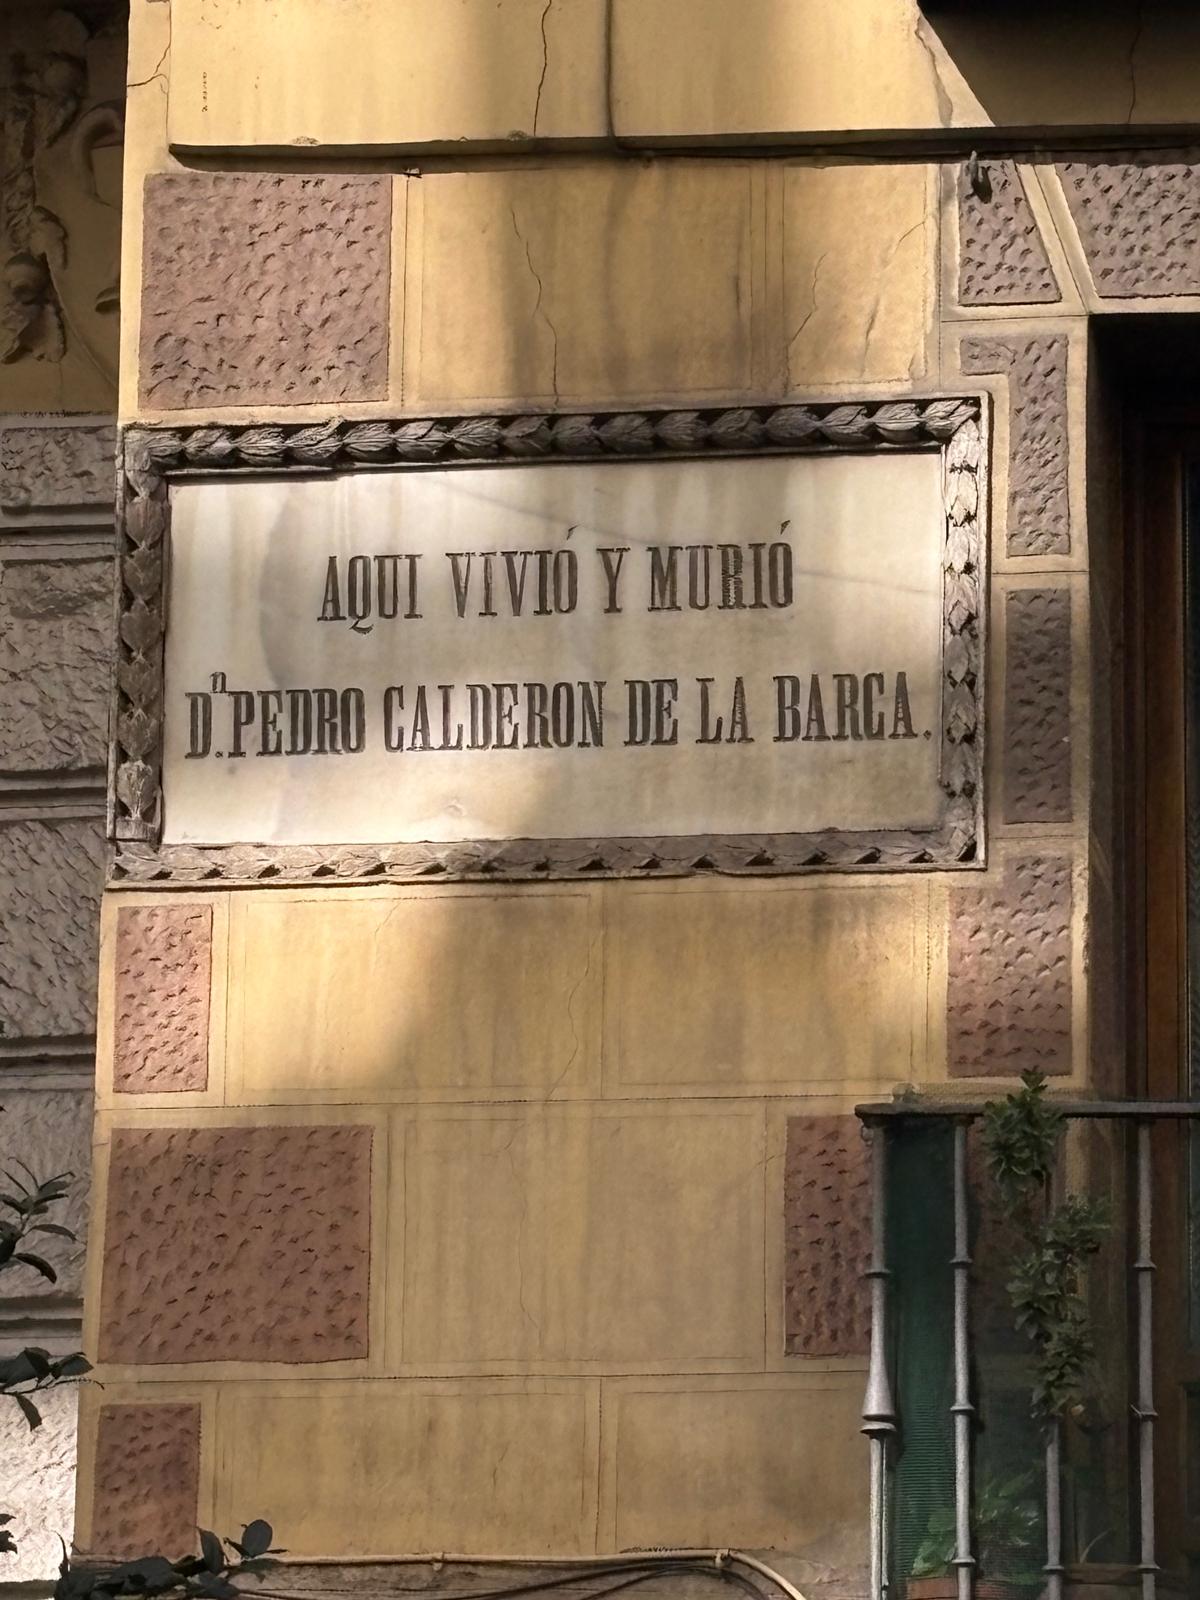 AQUI VIVIÓ Y MURIÓ
Dⁿ. PEDRO CALDERON DE LA BARCA.